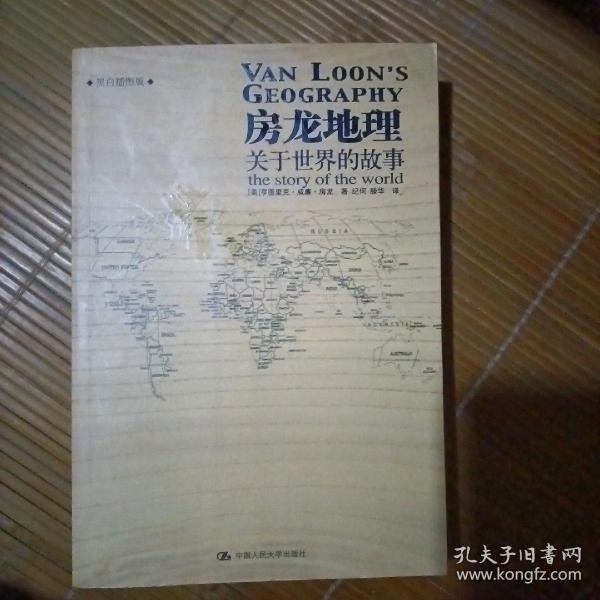 ◆ 黑白插图版 ◆
VAN LOON'S
GEOGRAPHY
房龙地理
关于世界的故事
the story of the world
[美]亨德里克·威廉·房龙 著 纪何 滕华 译
RUSSIA
AUSTRALIA
中国人民大学出版社
孔夫子旧书网
www.kongfz.com